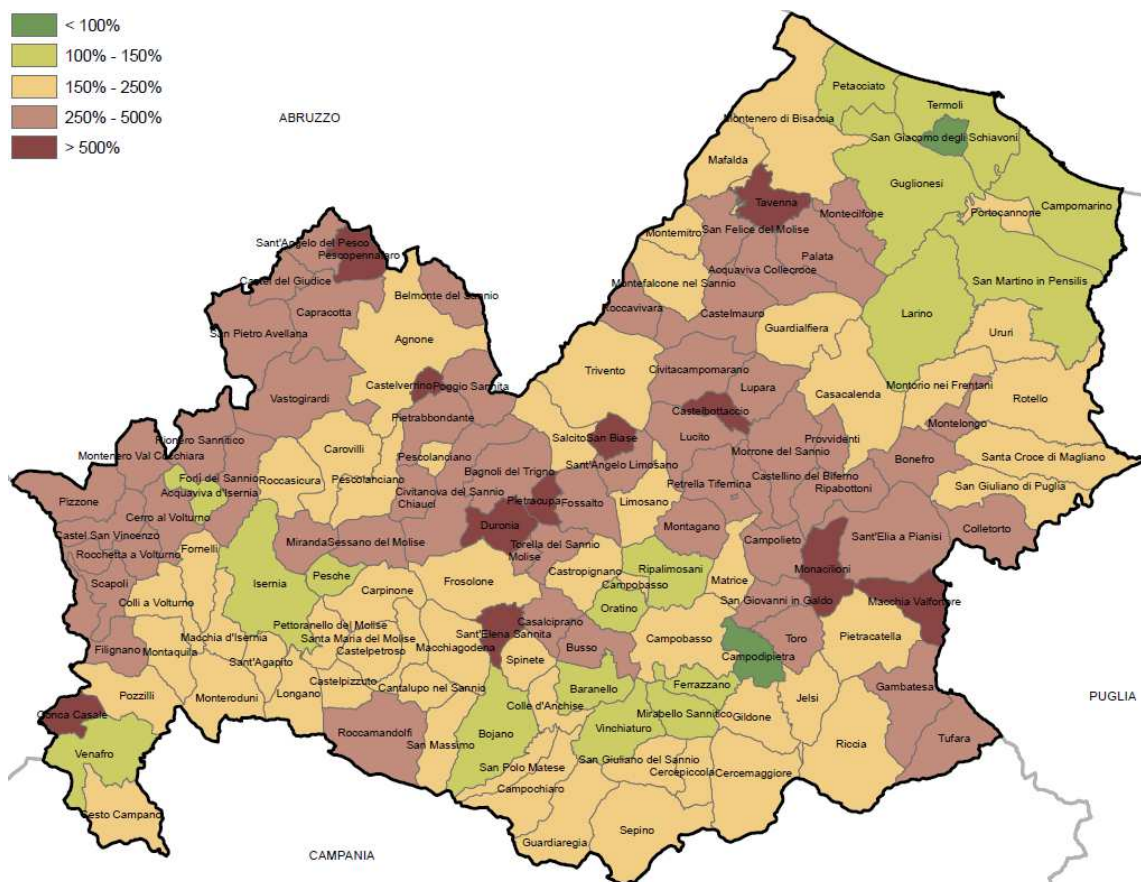 < 100%
100% - 150%
150% - 250%
250% - 500%
> 500%
ABRUZZO
PUGLIA
CAMPANIA
Petacciato
Termoli
Montenero di Bisaccia
San Giacomo degli Schiavoni
Mafalda
Guglionesi
Tavenna
Montecilfone
Portocannone
Campomarino
San Felice del Molise
Montemitro
Sant'Angelo del Pesco
Pescopennataro
Palata
Acquaviva Collecroce
Castel del Giudice
Belmonte del Sannio
Montefalcone nel Sannio
San Martino in Pensilis
Roccavivara
Capracotta
Castelmauro
Larino
San Pietro Avellana
Guardialfiera
Ururi
Agnone
Trivento
Civitacampomarano
Castelverrino
Poggio Sannita
Lupara
Montorio nei Frentani
Casacalenda
Vastogirardi
Rotello
Pietrabbondante
Castelbottaccio
Montelongo
Rionero Sannitico
Salcito
San Biase
Lucito
Provvidenti
Carovilli
Morrone del Sannio
Montenero Val Cocchiara
Pescolanciano
Santa Croce di Magliano
Bonefro
Sant'Angelo Limosano
Forlì del Sannio
Roccasicura
Pescolanciano
Bagnoli del Trigno
Castellino del Biferno
San Giuliano di Puglia
Petrella Tifernina
Ripabottoni
Acquaviva d'Isernia
Civitanova del Sannio
Pizzone
Pietracupa
Fossalto
Limosano
Chiauci
Cerro al Volturno
Duronia
Montagano
Colletorto
Castel San Vincenzo
Miranda
Sessano del Molise
Torella del Sannio
Campolieto
Sant'Elia a Pianisi
Fornelli
Rocchetta a Volturno
Molise
Ripalimosani
Monacilioni
Castropignano
Pesche
Isernia
Frosolone
Campobasso
Matrice
Scapoli
Carpinone
Macchia Valfortore
San Giovanni in Galdo
Colli a Volturno
Oratino
Casalciprano
Pettoranello del Molise
Sant'Elena Sannita
Macchia d'Isernia
Santa Maria del Molise
Campobasso
Toro
Pietracatella
Filignano
Macchiagodena
Busso
Montaquila
Castelpetroso
Spinete
Sant'Agapito
Campodipietra
Castelpizzuto
Ferrazzano
Gambatesa
Pozzilli
Monteroduni
Longano
Cantalupo nel Sannio
Baranello
Jelsi
Colle d'Anchise
Mirabello Sannitico
Conca Casale
Gildone
Vinchiaturo
Roccamandolfi
Bojano
Tufara
Riccia
San Massimo
Venafro
San Giuliano del Sannio
San Polo Matese
Cercepiccola
Cercemaggiore
Campochiaro
Sesto Campano
Sepino
Guardiaregia